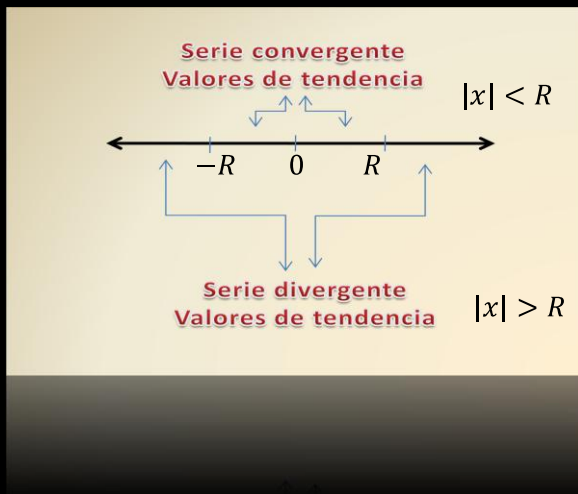 Serie convergente
Valores de tendencia
|x| < R
−R 0 R
Serie divergente
Valores de tendencia
|x| > R